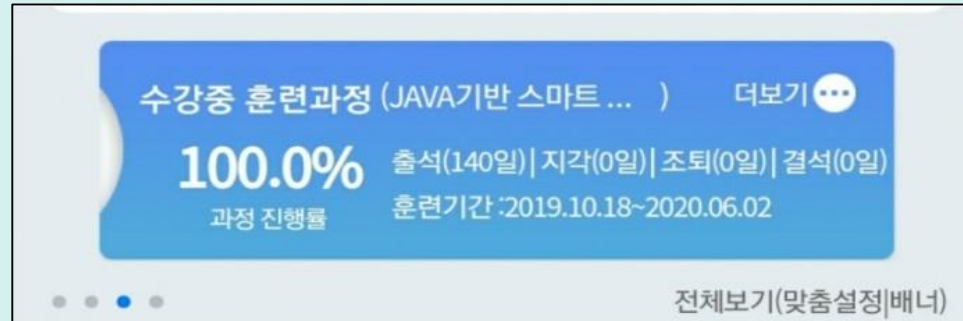 수강중 훈련과정 (JAVA기반 스마트 ... ) 더보기
100.0% 출석(140일)| 지각(0일)| 조퇴(0일)| 결석(0일)
과정 진행률 훈련기간 :2019.10.18~2020.06.02
전체보기(맞춤설정|배너)